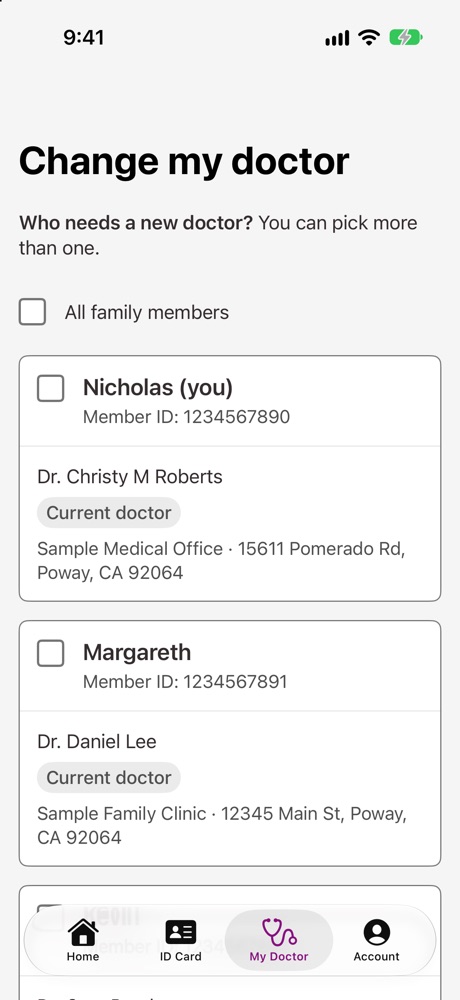 9:41
Change my doctor
Who needs a new doctor? You can pick more
than one.
All family members
Nicholas (you)
Member ID: 1234567890
Dr. Christy M Roberts
Current doctor
Sample Medical Office · 15611 Pomerado Rd,
Poway, CA 92064
Margareth
Member ID: 1234567891
Dr. Daniel Lee
Current doctor
Sample Family Clinic · 12345 Main St, Poway,
CA 92064
Home
ID Card
My Doctor
Account